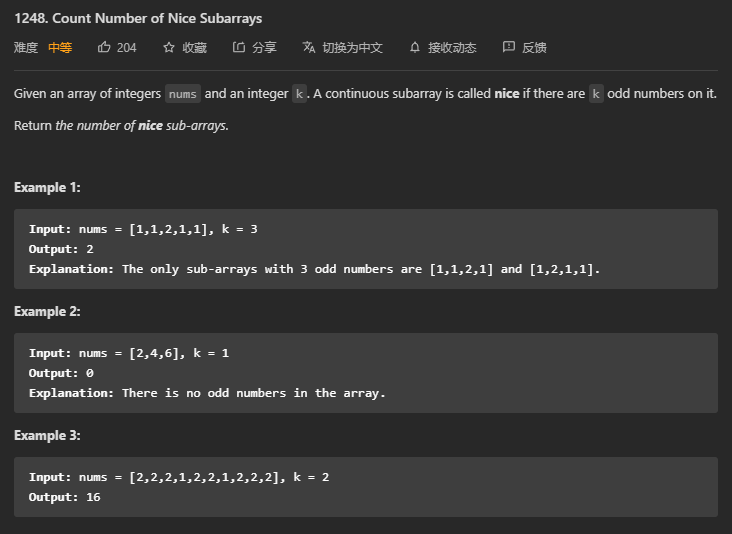 1248. Count Number of Nice Subarrays
难度 中等 204 收藏 分享 切换为中文 接收动态 反馈
Given an array of integers nums and an integer k. A continuous subarray is called nice if there are k odd numbers on it.
Return the number of nice sub-arrays.
Example 1:
Input: nums = [1,1,2,1,1], k = 3
Output: 2
Explanation: The only sub-arrays with 3 odd numbers are [1,1,2,1] and [1,2,1,1].
Example 2:
Input: nums = [2,4,6], k = 1
Output: 0
Explanation: There is no odd numbers in the array.
Example 3:
Input: nums = [2,2,2,1,2,2,1,2,2,2], k = 2
Output: 16